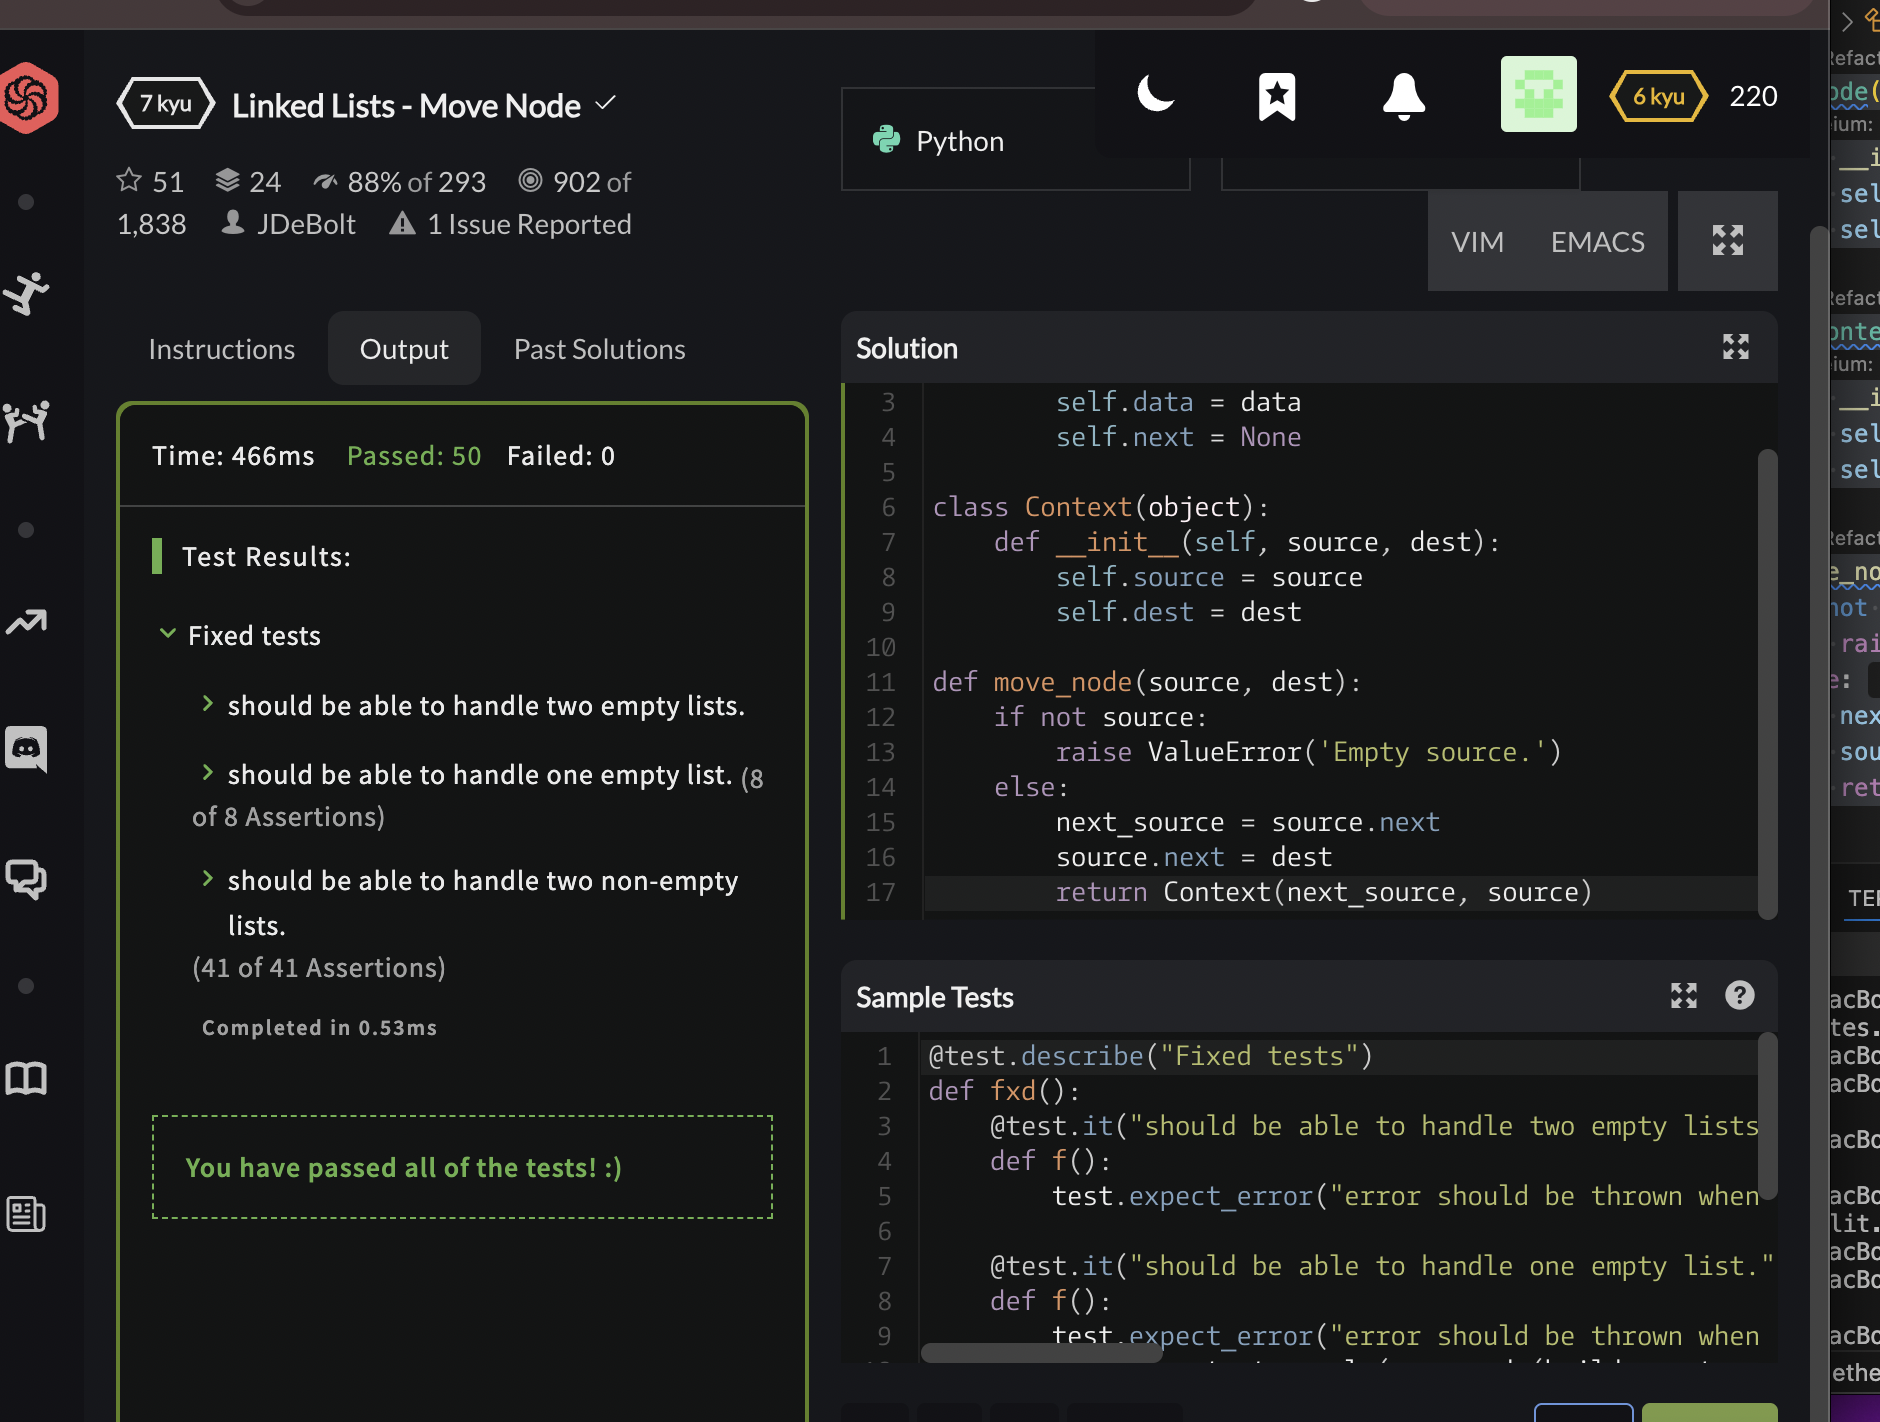 7 kyu Linked Lists - Move Node
51 24 88% of 293 902 of
1,838 JDeBolt 1 Issue Reported
Python
6 kyu 220
VIM EMACS
Instructions Output Past Solutions
Time: 466ms Passed: 50 Failed: 0
Test Results:
Fixed tests
should be able to handle two empty lists.
should be able to handle one empty list. (8
of 8 Assertions)
should be able to handle two non-empty
lists.
(41 of 41 Assertions)
Completed in 0.53ms
You have passed all of the tests! :)
Solution
3 self.data = data
4 self.next = None
5
6 class Context(object):
7 def __init__(self, source, dest):
8 self.source = source
9 self.dest = dest
10
11 def move_node(source, dest):
12 if not source:
13 raise ValueError('Empty source.')
14 else:
15 next_source = source.next
16 source.next = dest
17 return Context(next_source, source)
Sample Tests
1 @test.describe("Fixed tests")
2 def fxd():
3 @test.it("should be able to handle two empty lists
4 def f():
5 test.expect_error("error should be thrown when
6
7 @test.it("should be able to handle one empty list."
8 def f():
9 test.expect_error("error should be thrown when